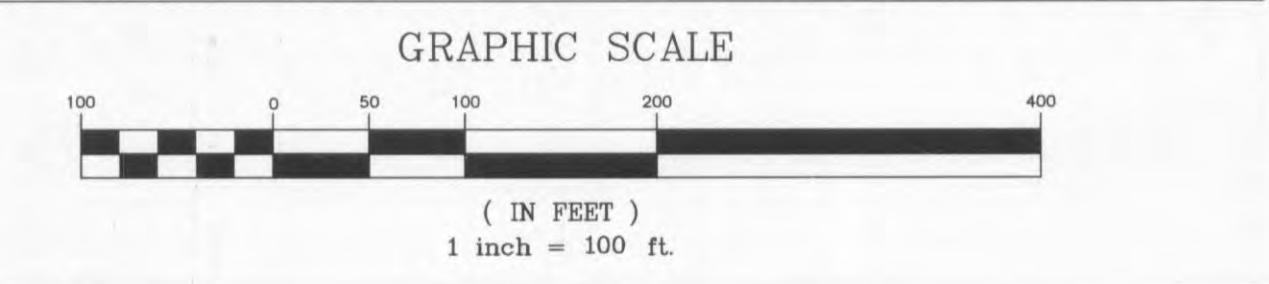 GRAPHIC SCALE
100 0 50 100 200 400
( IN FEET )
1 inch = 100 ft.